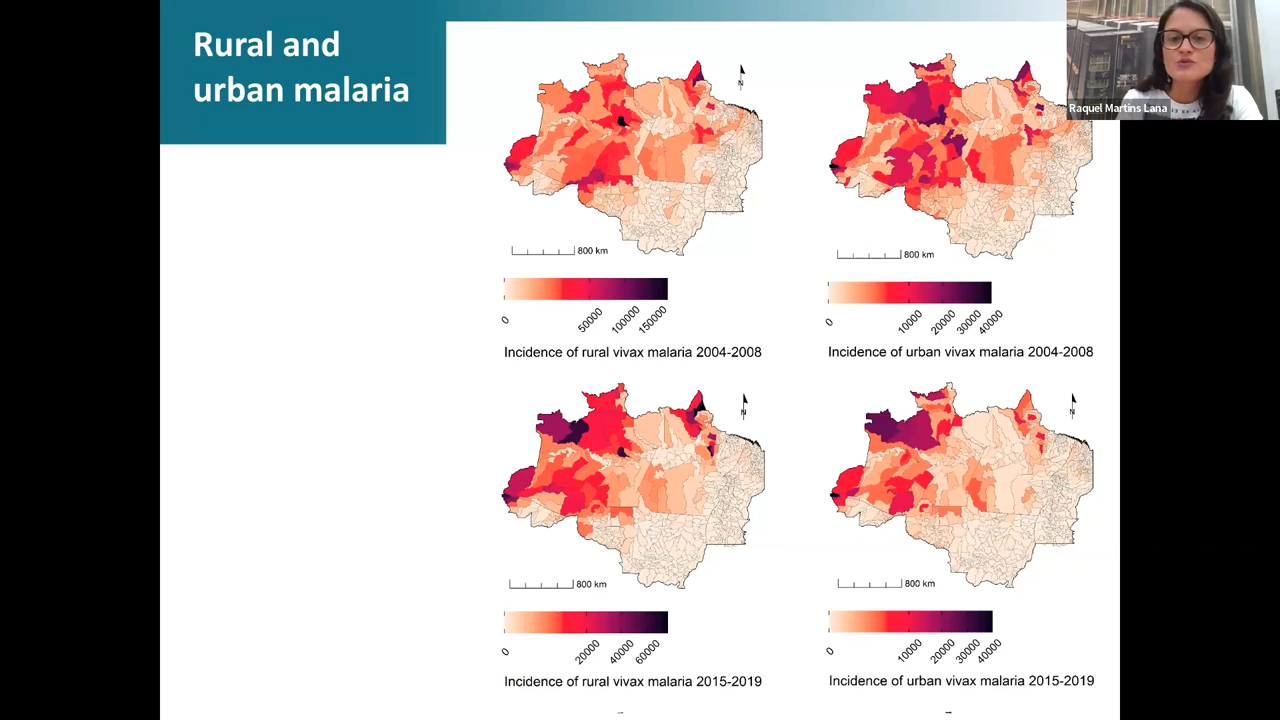 Rural and
urban malaria
Raquel Martins Lana
N
N
800 km
800 km
0
50000
100000
150000
0
10000
20000
30000
40000
Incidence of rural vivax malaria 2004-2008
Incidence of urban vivax malaria 2004-2008
N
N
800 km
800 km
0
20000
40000
60000
0
10000
20000
30000
40000
Incidence of rural vivax malaria 2015-2019
Incidence of urban vivax malaria 2015-2019